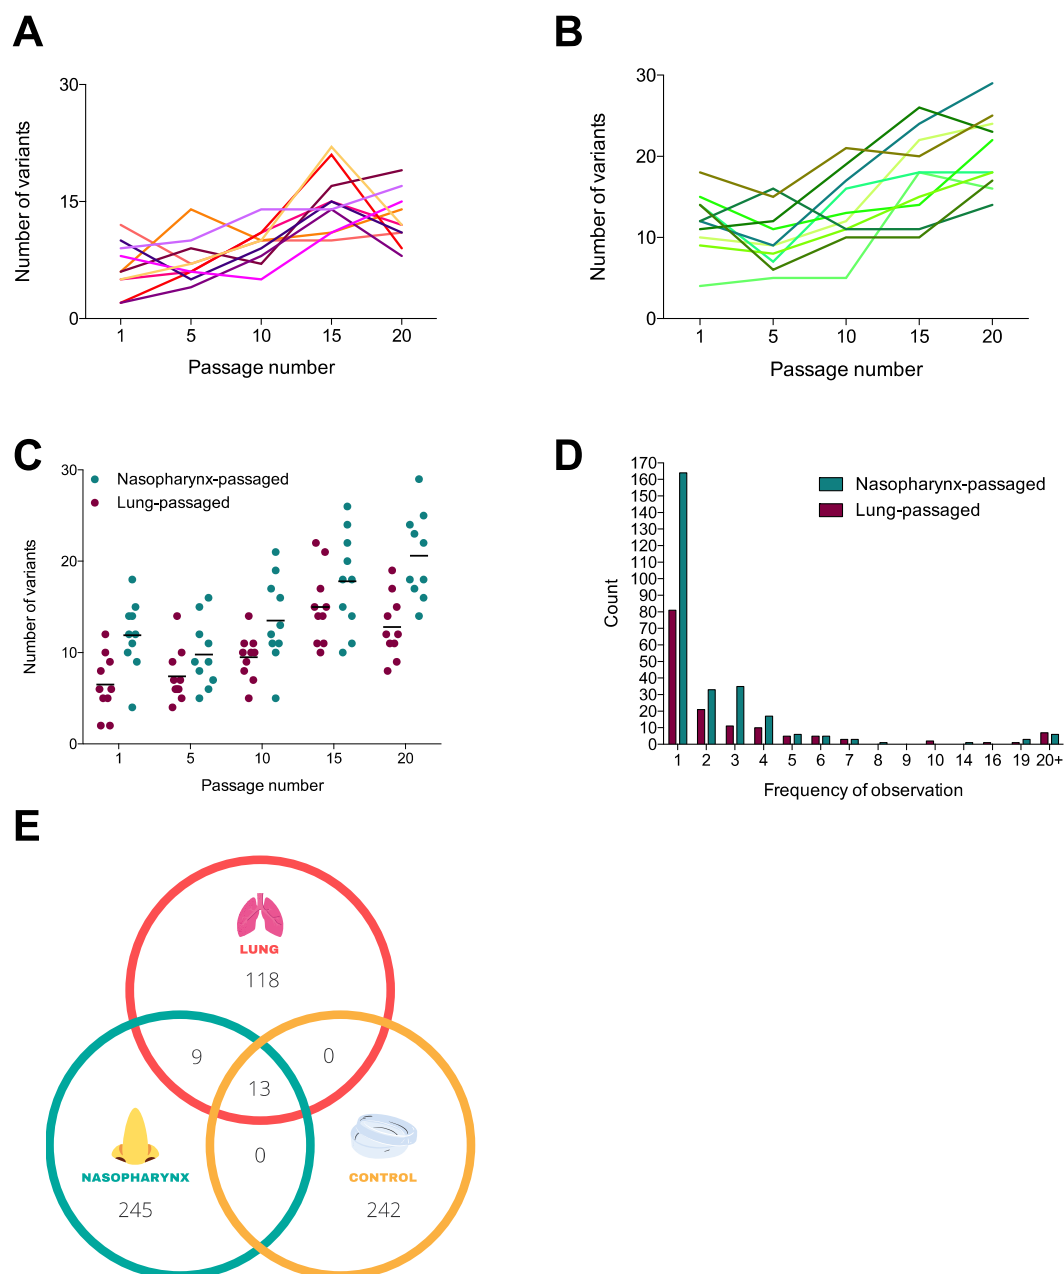 A
Number of variants
30
15
0
1 5 10 15 20
Passage number
B
Number of variants
30
20
10
0
1 5 10 15 20
Passage number
C
Number of variants
30
20
10
0
Nasopharynx-passaged
Lung-passaged
1 5 10 15 20
Passage number
D
Count
170
160
150
140
130
120
110
100
90
80
70
60
50
40
30
20
10
0
Nasopharynx-passaged
Lung-passaged
1 2 3 4 5 6 7 8 9 10 14 16 19 20+
Frequency of observation
E
LUNG
118
9
0
13
0
NASOPHARYNX
245
CONTROL
242